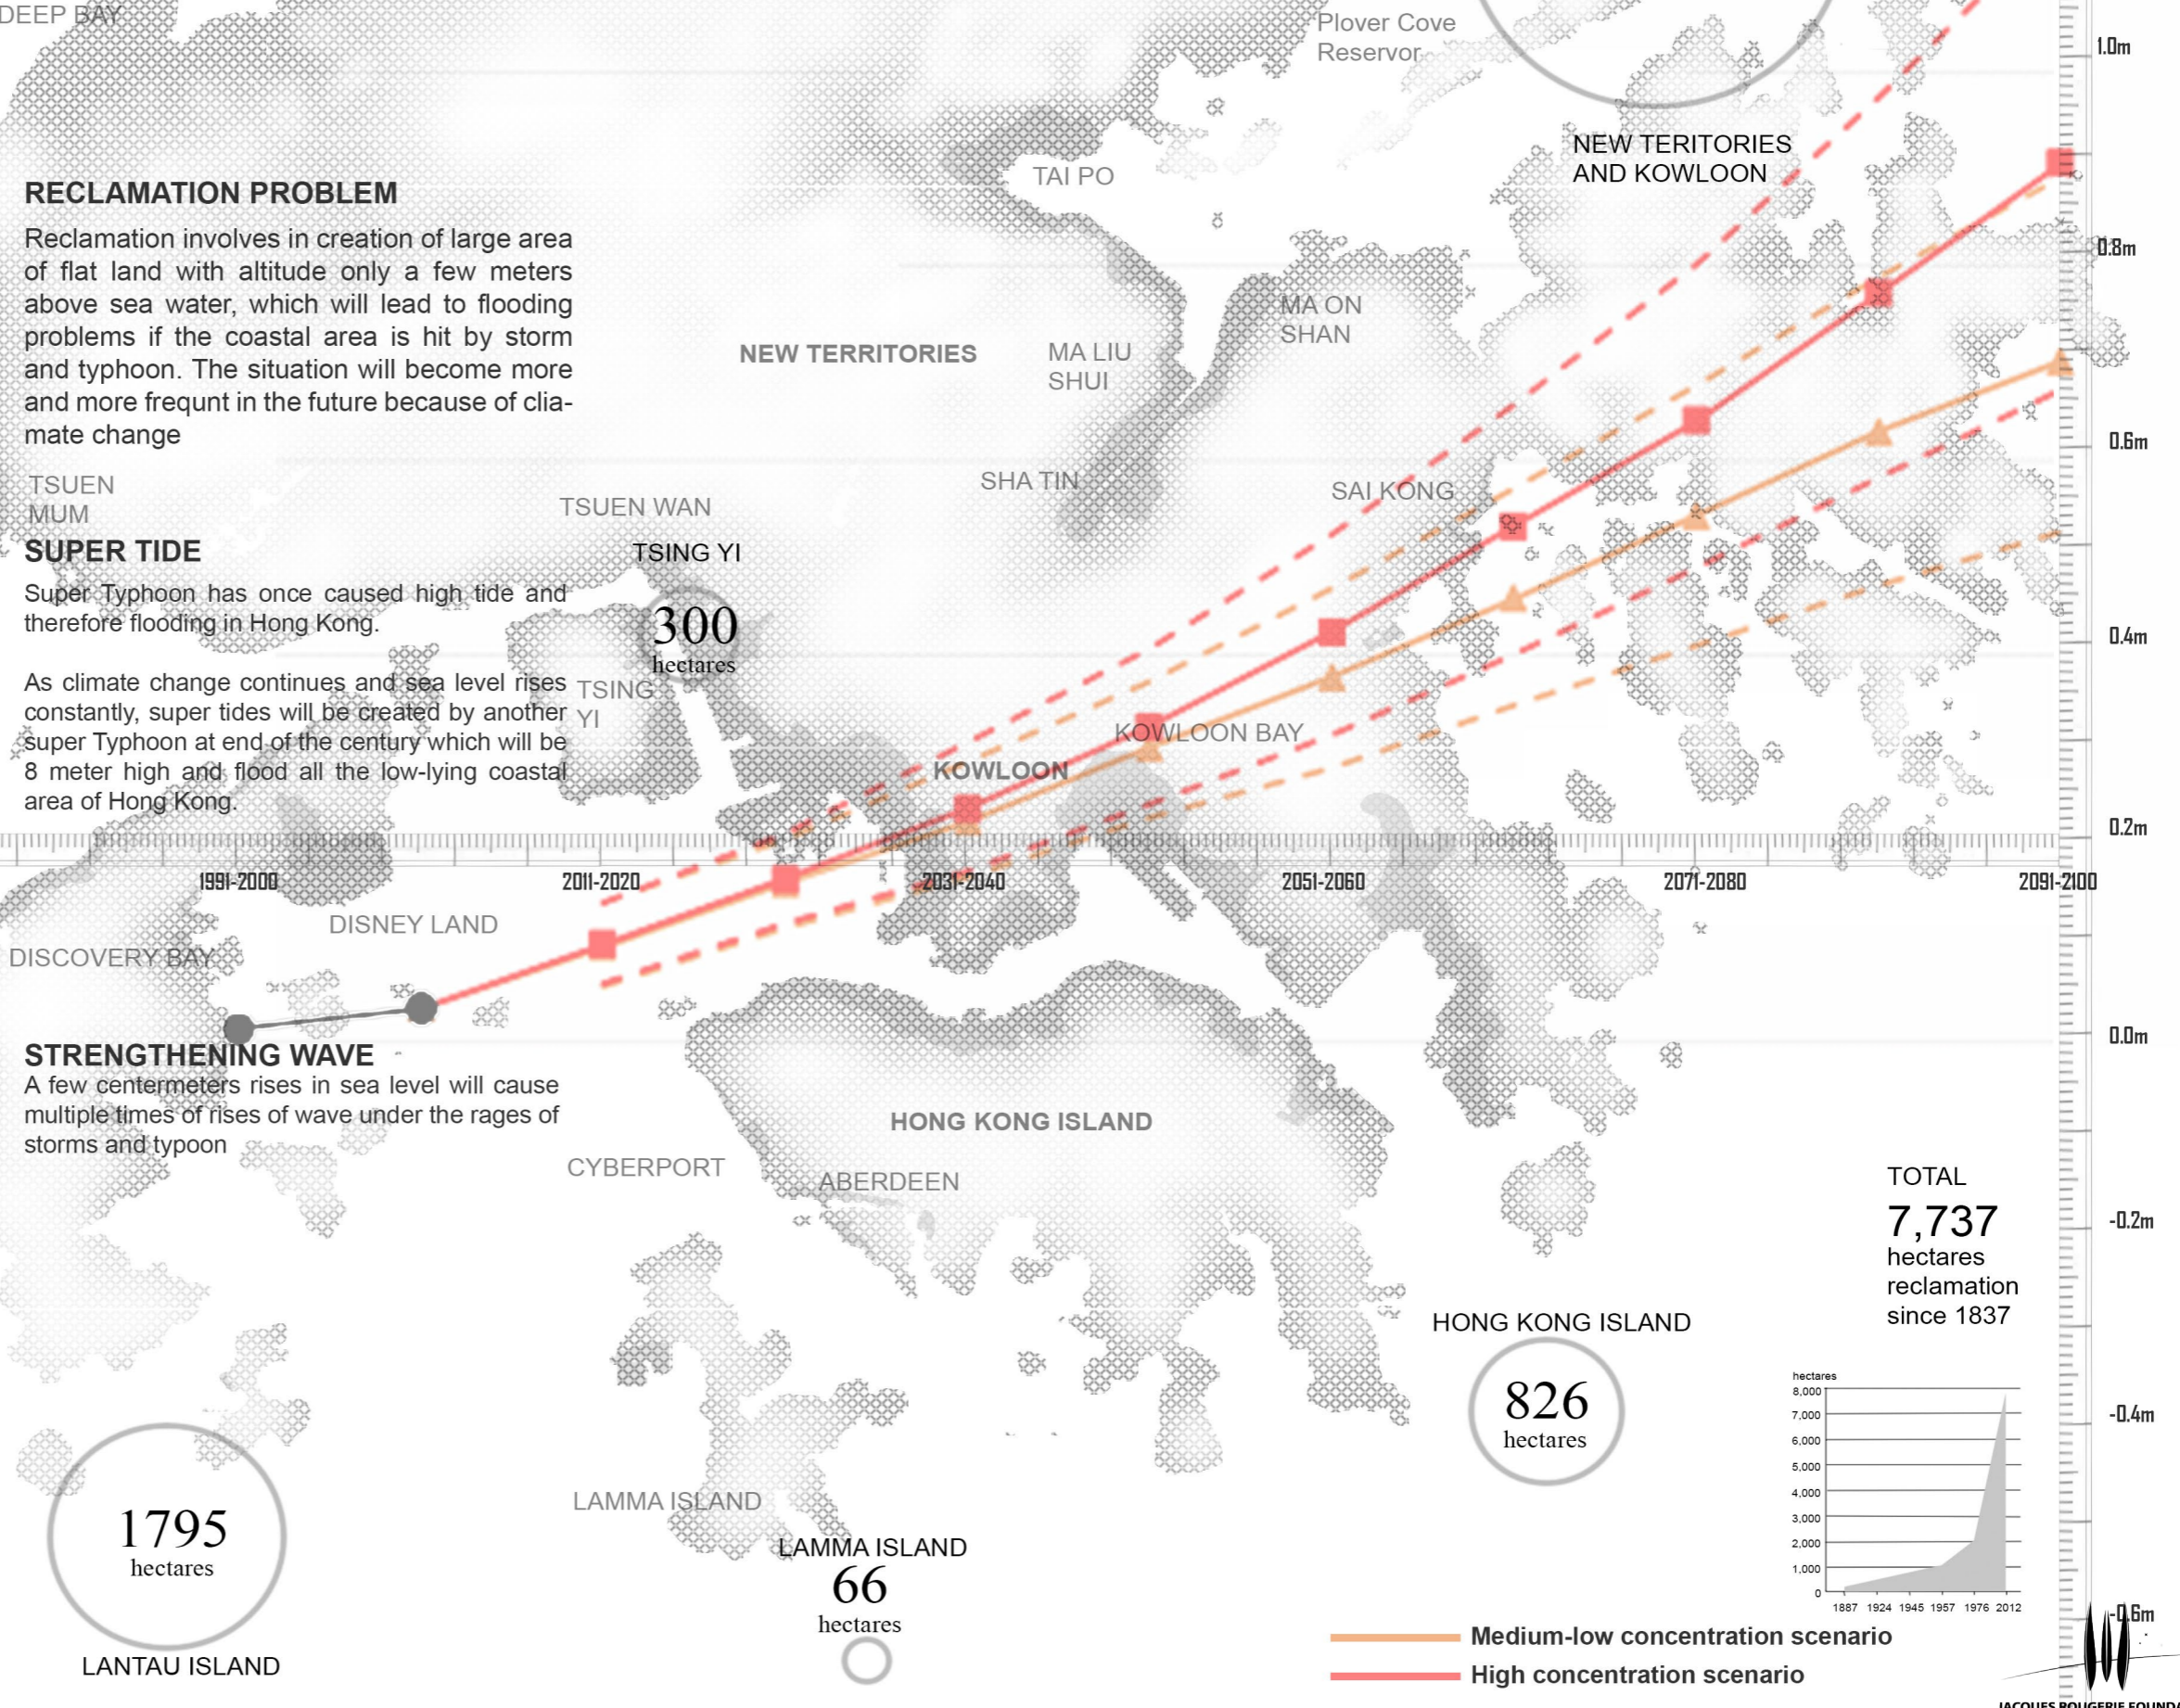 DEEP BAY
Plover Cove
Reservor
1.0m
NEW TERITORIES
AND KOWLOON
TAI PO
RECLAMATION PROBLEM
Reclamation involves in creation of large area
of flat land with altitude only a few meters
above sea water, which will lead to flooding
problems if the coastal area is hit by storm
and typhoon. The situation will become more
and more frequnt in the future because of clia-
mate change
0.8m
MA ON
SHAN
NEW TERRITORIES
MA LIU
SHUI
0.6m
SHA TIN
SAI KONG
TSUEN
MUM
TSUEN WAN
SUPER TIDE
TSING YI
Super Typhoon has once caused high tide and
therefore flooding in Hong Kong.
300
hectares
0.4m
As climate change continues and sea level rises
constantly, super tides will be created by another
super Typhoon at end of the century which will be
8 meter high and flood all the low-lying coastal
area of Hong Kong.
TSING
YI
KOWLOON BAY
KOWLOON
0.2m
1991-2000
2011-2020
2031-2040
2051-2060
2071-2080
2091-2100
DISNEY LAND
DISCOVERY BAY
0.0m
STRENGTHENING WAVE
A few centermeters rises in sea level will cause
multiple times of rises of wave under the rages of
storms and typoon
HONG KONG ISLAND
CYBERPORT
ABERDEEN
TOTAL
7,737
hectares
reclamation
since 1837
-0.2m
HONG KONG ISLAND
826
hectares
hectares
8,000
7,000
6,000
5,000
4,000
3,000
2,000
1,000
0
1887 1924 1945 1957 1976 2012
-0.4m
1795
hectares
LANTAU ISLAND
LAMMA ISLAND
LAMMA ISLAND
66
hectares
-0.6m
Medium-low concentration scenario
High concentration scenario
JACQUES ROUGERIE